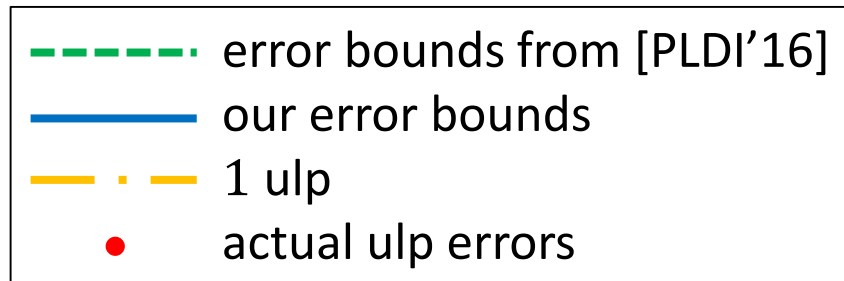 error bounds from [PLDI’16]
our error bounds
1 ulp
actual ulp errors